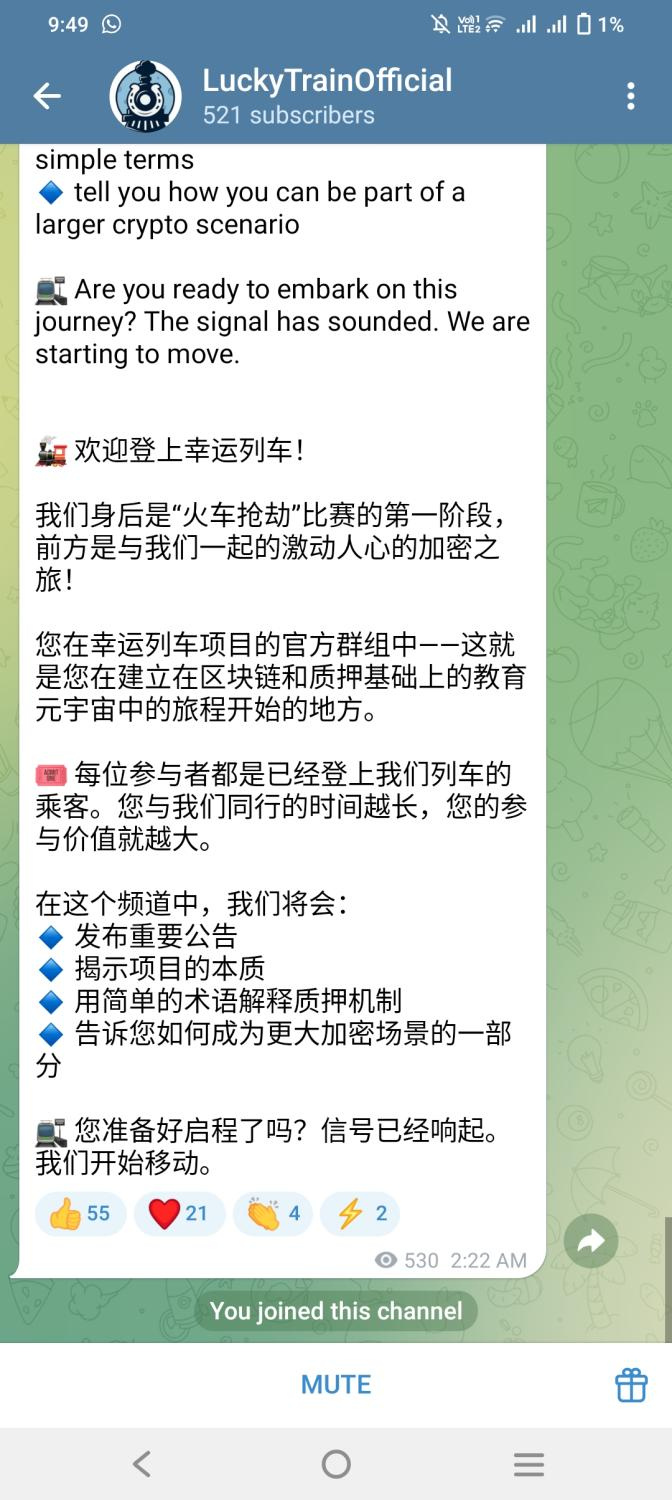 9:49
Vo)) 1
LTE2
1%
LuckyTrainOfficial
521 subscribers
simple terms
🔷 tell you how you can be part of a
larger crypto scenario
🚉 Are you ready to embark on this
journey? The signal has sounded. We are
starting to move.
🚂 欢迎登上幸运列车！
我们身后是“火车抢劫”比赛的第一阶段，
前方是与我们一起的激动人心的加密之
旅！
您在幸运列车项目的官方群组中——这就
是您在建立在区块链和质押基础上的教育
元宇宙中的旅程开始的地方。
🎫 每位参与者都是已经登上我们列车的
乘客。您与我们同行的时间越长，您的参
与价值就越大。
在这个频道中，我们将会：
🔷 发布重要公告
🔷 揭示项目的本质
🔷 用简单的术语解释质押机制
🔷 告诉您如何成为更大加密场景的一部
分
🚉 您准备好启程了吗？信号已经响起。
我们开始移动。
👍 55 ❤️ 21 👏 4 ⚡ 2
530 2:22 AM
You joined this channel
MUTE